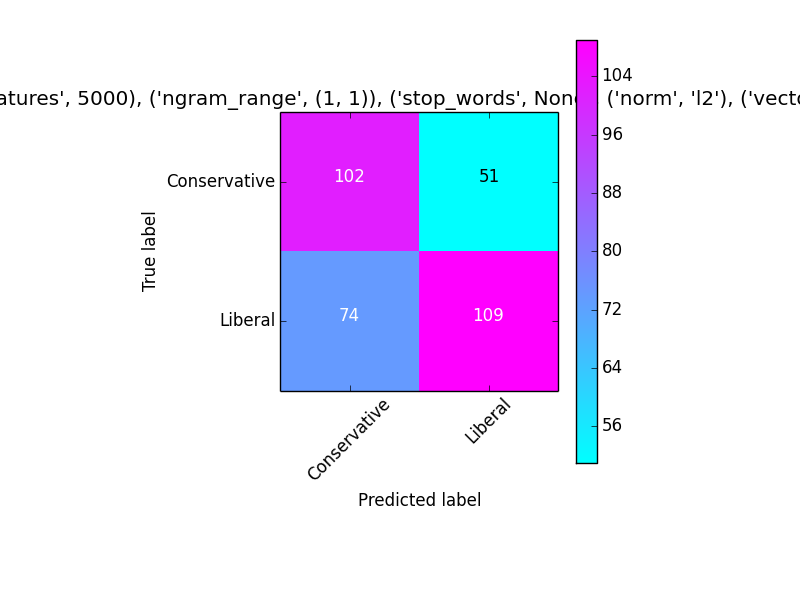 atures', 5000), ('ngram_range', (1, 1)), ('stop_words', None), ('norm', 'l2'), ('vecto
104
96
88
80
72
64
56
Conservative
Liberal
True label
102 51
74 109
Conservative
Liberal
Predicted label